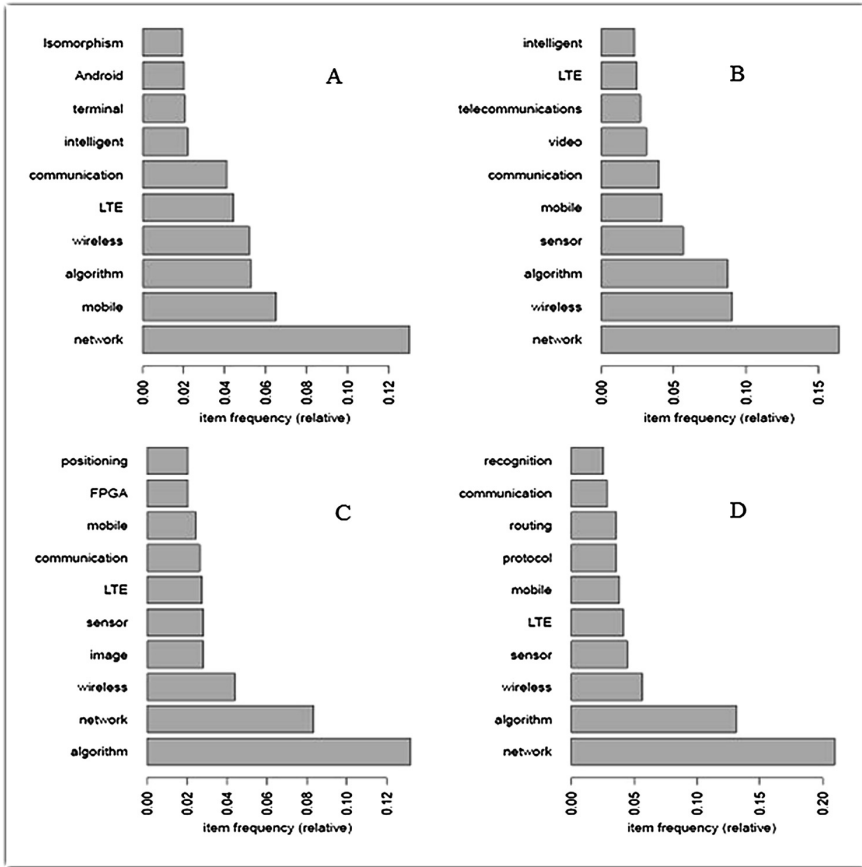 Isomorphism
Android
A
terminal
intelligent
communication
LTE
wireless
algorithm
mobile
network
0.00 0.02 0.04 0.06 0.08 0.10 0.12
item frequency (relative)
intelligent
LTE
B
telecommunications
video
communication
mobile
sensor
algorithm
wireless
network
0.00 0.05 0.10 0.15
item frequency (relative)
positioning
FPGA
C
mobile
communication
LTE
sensor
image
wireless
network
algorithm
0.00 0.02 0.04 0.06 0.08 0.10 0.12
item frequency (relative)
recognition
communication
D
routing
protocol
mobile
LTE
sensor
wireless
algorithm
network
0.00 0.05 0.10 0.15 0.20
item frequency (relative)